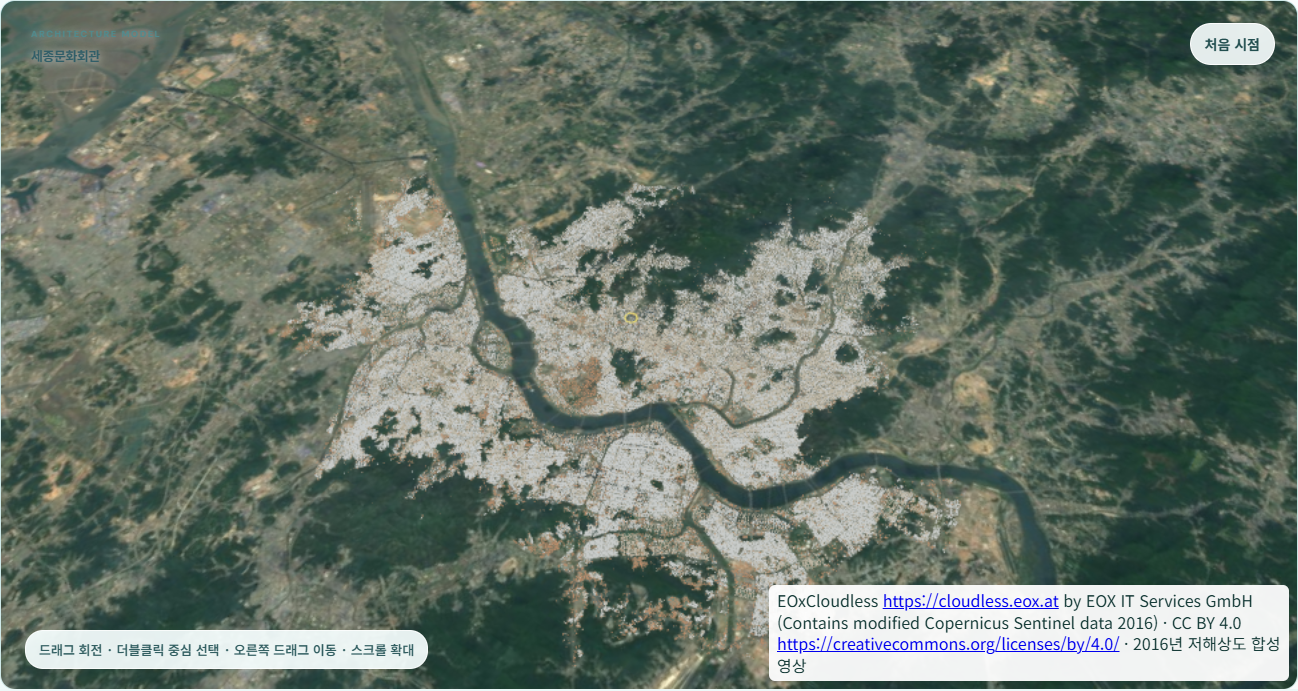 세종문화회관
처음 시점
드래그 회전 · 더블클릭 중심 선택 · 오른쪽 드래그 이동 · 스크롤 확대
EOxCloudless https://cloudless.eox.at by EOX IT Services GmbH
(Contains modified Copernicus Sentinel data 2016) · CC BY 4.0
https://creativecommons.org/licenses/by/4.0/ · 2016년 저해상도 합성
영상